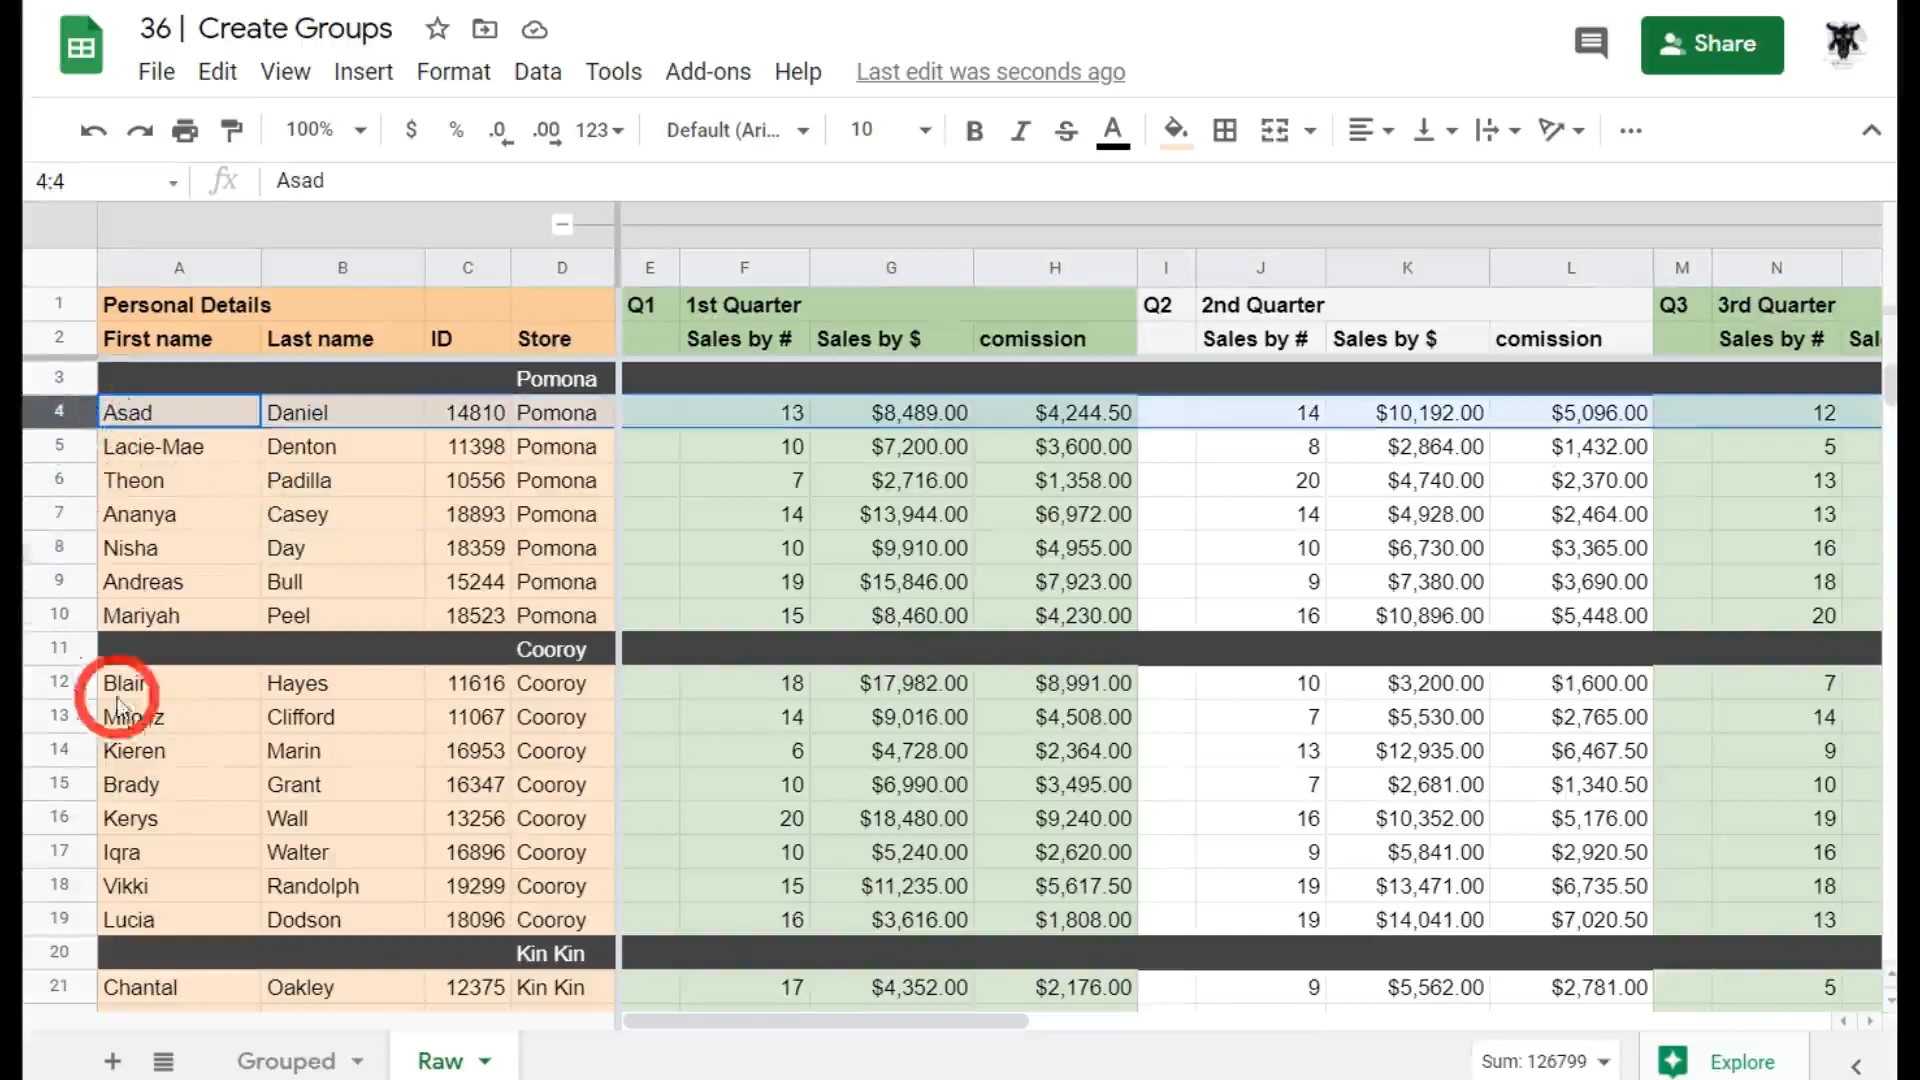 36 | Create Groups
Share
File Edit View Insert Format Data Tools Add-ons Help Last edit was seconds ago
100% $ % .0 .00 123 Default (Ari... 10 B I S A ...
4:4 fx Asad
A B C D E F G H I J K L M N
1 Personal Details Q1 1st Quarter Q2 2nd Quarter Q3 3rd Quarter
2 First name Last name ID Store Sales by # Sales by $ comission Sales by # Sales by $ comission Sales by # Sal
3 Pomona
4 Asad Daniel 14810 Pomona 13 $8,489.00 $4,244.50 14 $10,192.00 $5,096.00 12
5 Lacie-Mae Denton 11398 Pomona 10 $7,200.00 $3,600.00 8 $2,864.00 $1,432.00 5
6 Theon Padilla 10556 Pomona 7 $2,716.00 $1,358.00 20 $4,740.00 $2,370.00 13
7 Ananya Casey 18893 Pomona 14 $13,944.00 $6,972.00 14 $4,928.00 $2,464.00 13
8 Nisha Day 18359 Pomona 10 $9,910.00 $4,955.00 10 $6,730.00 $3,365.00 16
9 Andreas Bull 15244 Pomona 19 $15,846.00 $7,923.00 9 $7,380.00 $3,690.00 18
10 Mariyah Peel 18523 Pomona 15 $8,460.00 $4,230.00 16 $10,896.00 $5,448.00 20
11 Cooroy
12 Blair Hayes 11616 Cooroy 18 $17,982.00 $8,991.00 10 $3,200.00 $1,600.00 7
13 Clifford 11067 Cooroy 14 $9,016.00 $4,508.00 7 $5,530.00 $2,765.00 14
14 Kieren Marin 16953 Cooroy 6 $4,728.00 $2,364.00 13 $12,935.00 $6,467.50 9
15 Brady Grant 16347 Cooroy 10 $6,990.00 $3,495.00 7 $2,681.00 $1,340.50 10
16 Kerys Wall 13256 Cooroy 20 $18,480.00 $9,240.00 16 $10,352.00 $5,176.00 19
17 Iqra Walter 16896 Cooroy 10 $5,240.00 $2,620.00 9 $5,841.00 $2,920.50 16
18 Vikki Randolph 19299 Cooroy 15 $11,235.00 $5,617.50 19 $13,471.00 $6,735.50 18
19 Lucia Dodson 18096 Cooroy 16 $3,616.00 $1,808.00 19 $14,041.00 $7,020.50 13
20 Kin Kin
21 Chantal Oakley 12375 Kin Kin 17 $4,352.00 $2,176.00 9 $5,562.00 $2,781.00 5
Grouped Raw Sum: 126799 Explore